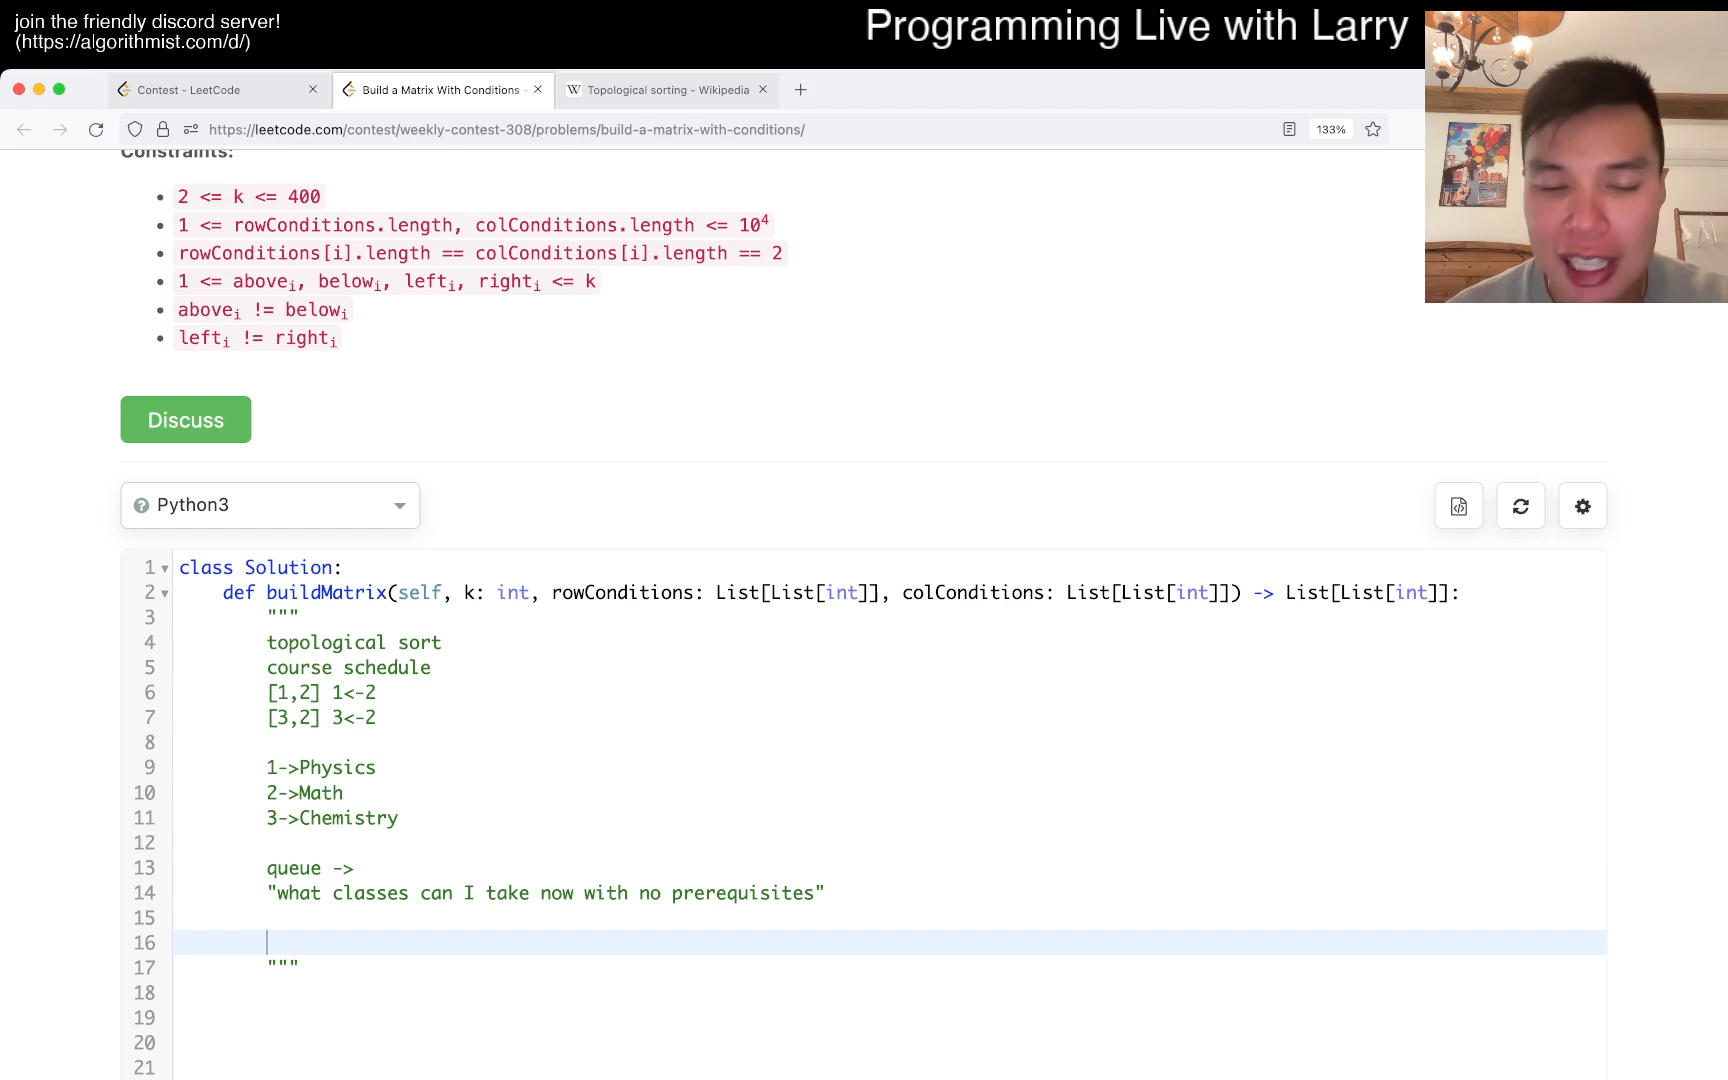 join the friendly discord server!
(https://algorithmist.com/d/)
Programming Live with Larry
Contest - LeetCode
Build a Matrix With Conditions -
Topological sorting - Wikipedia
https://leetcode.com/contest/weekly-contest-308/problems/build-a-matrix-with-conditions/
133%
Constraints:
2 <= k <= 400
1 <= rowConditions.length, colConditions.length <= 10⁴
rowConditions[i].length == colConditions[i].length == 2
1 <= aboveᵢ, belowᵢ, leftᵢ, rightᵢ <= k
aboveᵢ != belowᵢ
leftᵢ != rightᵢ
Discuss
Python3
1 class Solution:
2 def buildMatrix(self, k: int, rowConditions: List[List[int]], colConditions: List[List[int]]) -> List[List[int]]:
3 """
4 topological sort
5 course schedule
6 [1,2] 1<-2
7 [3,2] 3<-2
8
9 1->Physics
10 2->Math
11 3->Chemistry
12
13 queue ->
14 "what classes can I take now with no prerequisites"
15
16
17 """
18
19
20
21